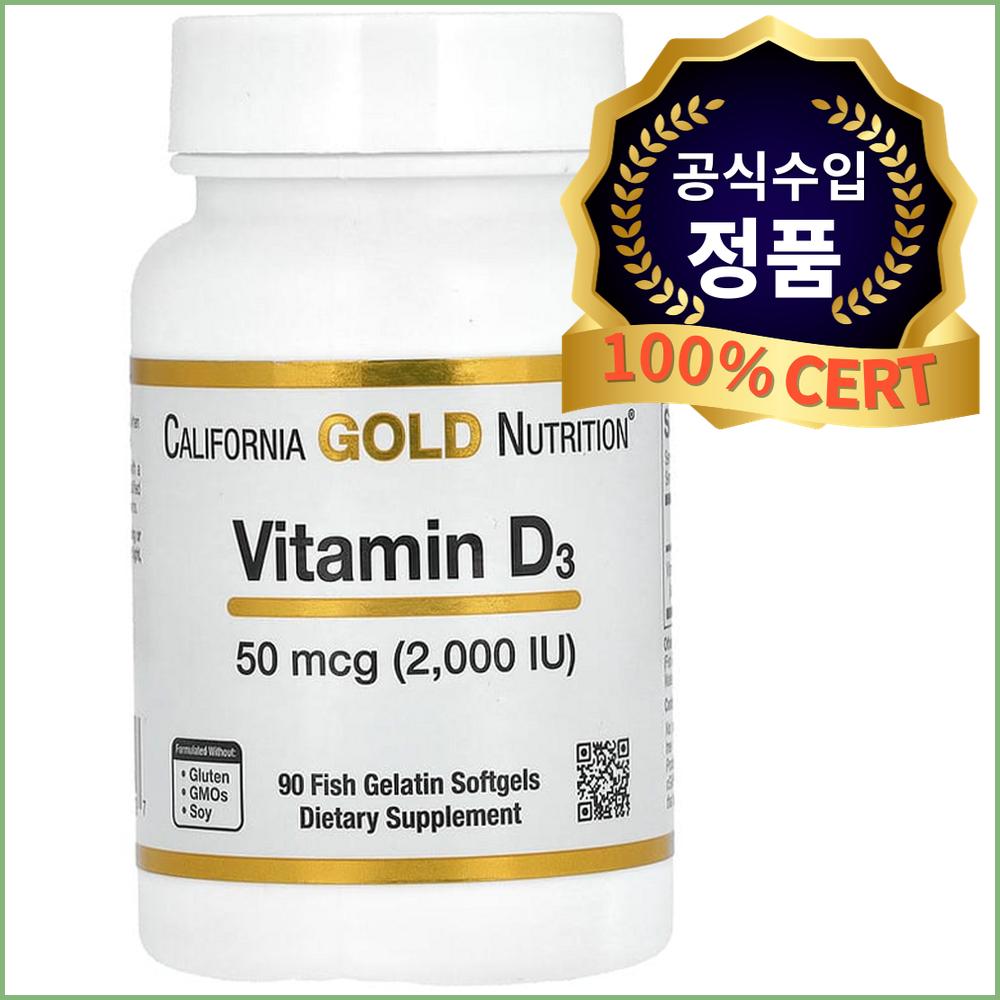 공식수입
정품
100% CERT
CALIFORNIA GOLD NUTRITION®
Vitamin D3
50 mcg (2,000 IU)
Formulated Without:
• Gluten
• GMOs
• Soy
90 Fish Gelatin Softgels
Dietary Supplement